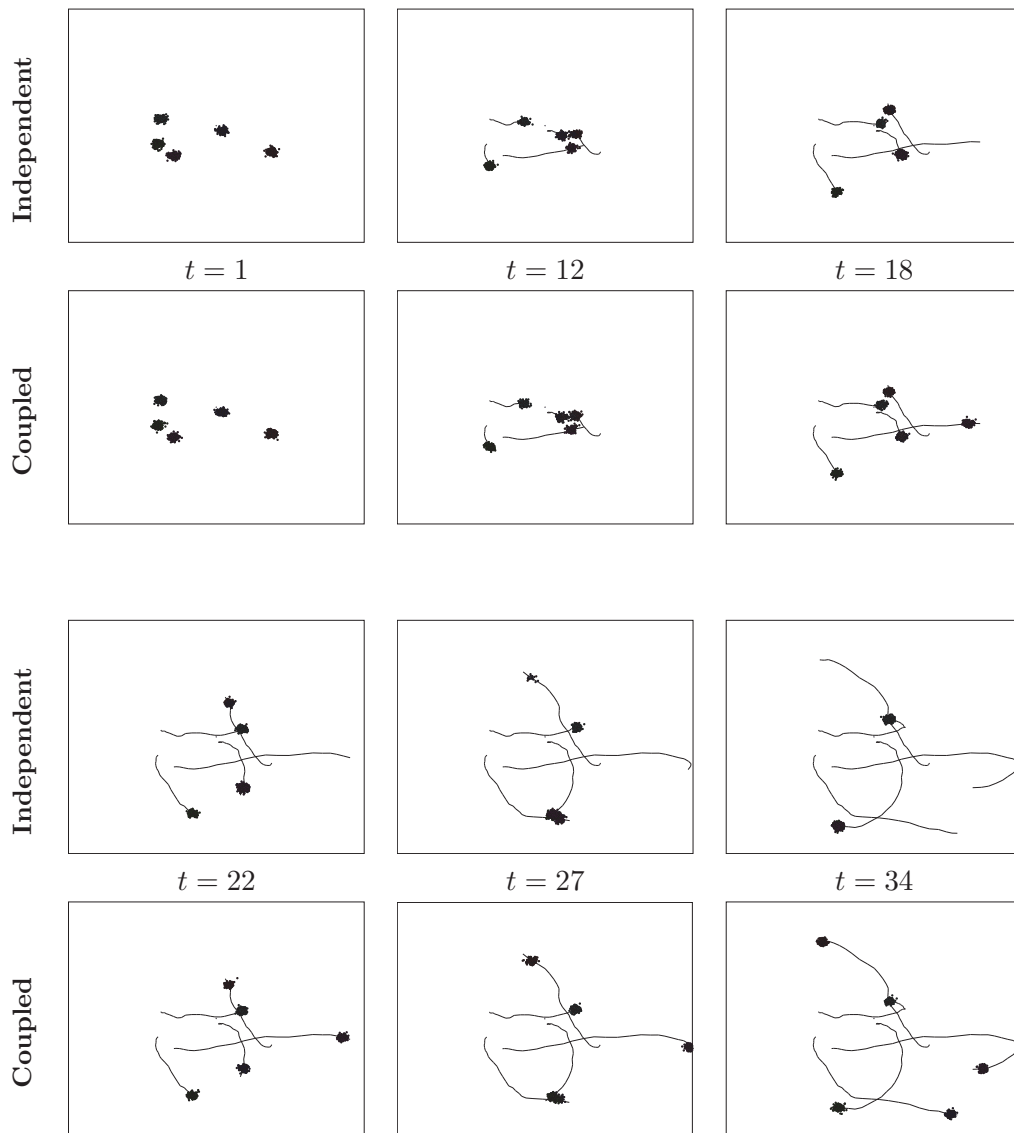 Independent
t = 1
t = 12
t = 18
Coupled
Independent
t = 22
t = 27
t = 34
Coupled